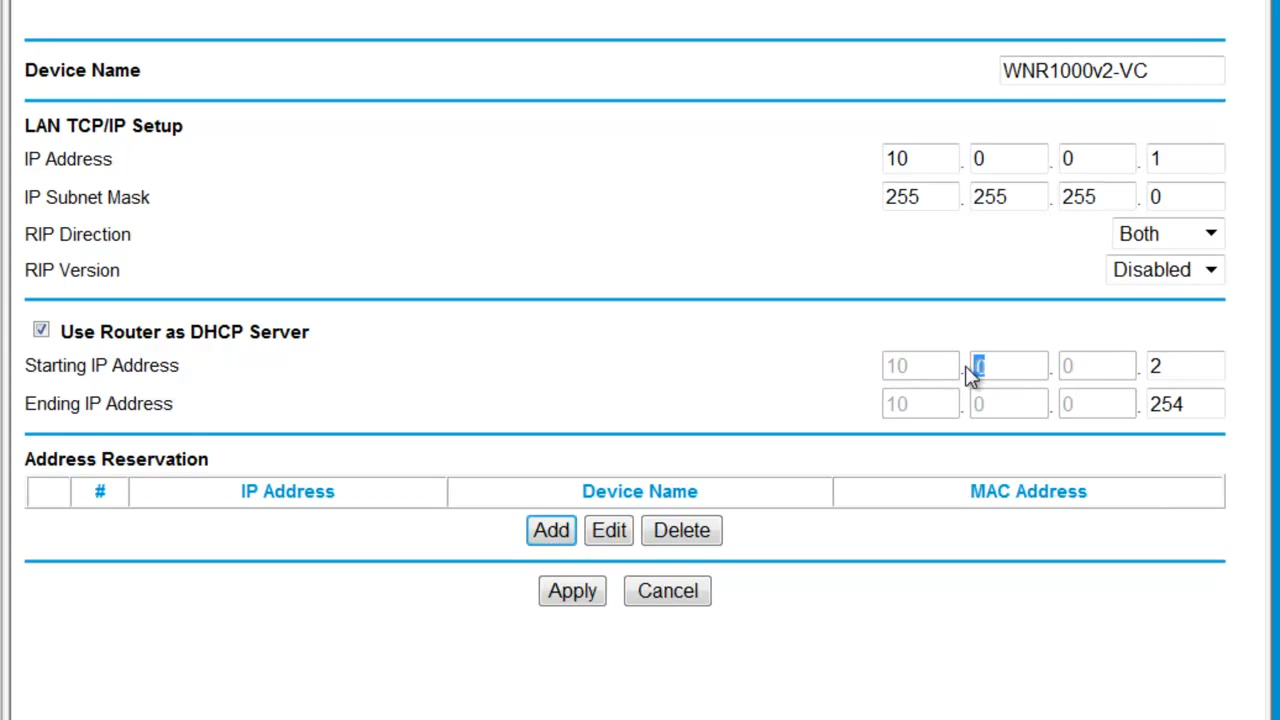 Device Name WNR1000v2-VC
LAN TCP/IP Setup
IP Address 10 . 0 . 0 . 1
IP Subnet Mask 255 . 255 . 255 . 0
RIP Direction Both
RIP Version Disabled
Use Router as DHCP Server
Starting IP Address 10 . 0 . 0 . 2
Ending IP Address 10 . 0 . 0 . 254
Address Reservation
# IP Address Device Name MAC Address
Add Edit Delete
Apply Cancel